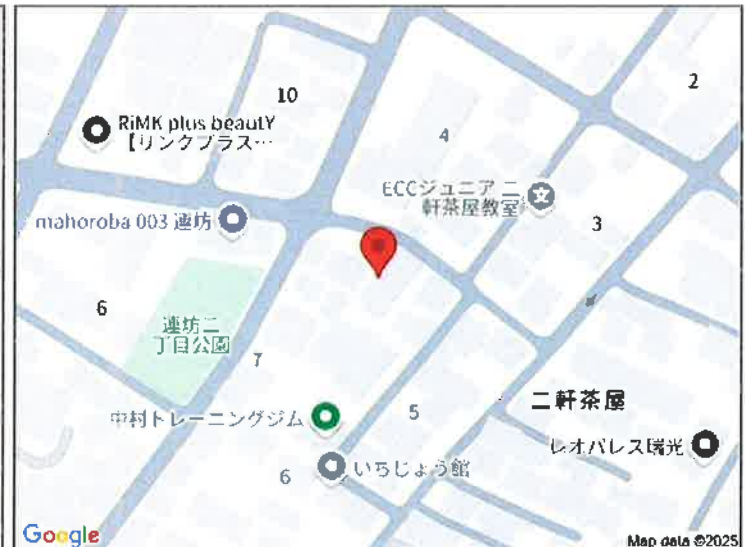 10
2
RiMK plus beautY
【リンクプラス…
4
ECCジュニア 二
軒茶屋教室
mahoroba 003 連坊
3
6
連坊二
丁目公園
7
中村トレーニングジム
5
二軒茶屋
レオパレス曙光
6
いちじょう館
Google
Map data ©2025